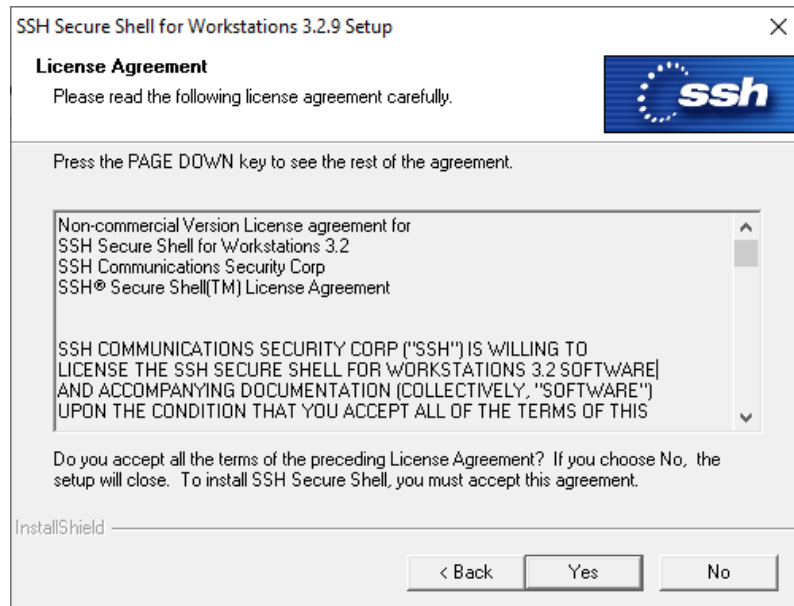 SSH Secure Shell for Workstations 3.2.9 Setup
License Agreement
Please read the following license agreement carefully.
ssh
Press the PAGE DOWN key to see the rest of the agreement.
Non-commercial Version License agreement for
SSH Secure Shell for Workstations 3.2
SSH Communications Security Corp
SSH® Secure Shell(TM) License Agreement
SSH COMMUNICATIONS SECURITY CORP ("SSH") IS WILLING TO
LICENSE THE SSH SECURE SHELL FOR WORKSTATIONS 3.2 SOFTWARE
AND ACCOMPANYING DOCUMENTATION (COLLECTIVELY, "SOFTWARE")
UPON THE CONDITION THAT YOU ACCEPT ALL OF THE TERMS OF THIS
Do you accept all the terms of the preceding License Agreement? If you choose No, the
setup will close. To install SSH Secure Shell, you must accept this agreement.
InstallShield
< Back Yes No